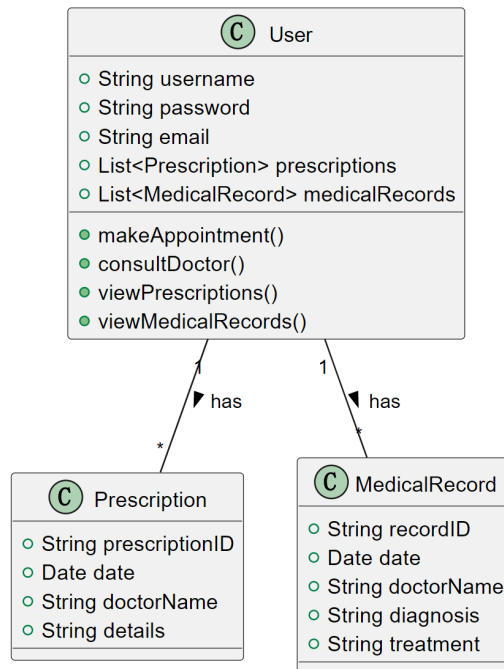 C User
String username
String password
String email
List<Prescription> prescriptions
List<MedicalRecord> medicalRecords
makeAppointment()
consultDoctor()
viewPrescriptions()
viewMedicalRecords()
1
1
has
has
*
*
C Prescription
String prescriptionID
Date date
String doctorName
String details
C MedicalRecord
String recordID
Date date
String doctorName
String diagnosis
String treatment